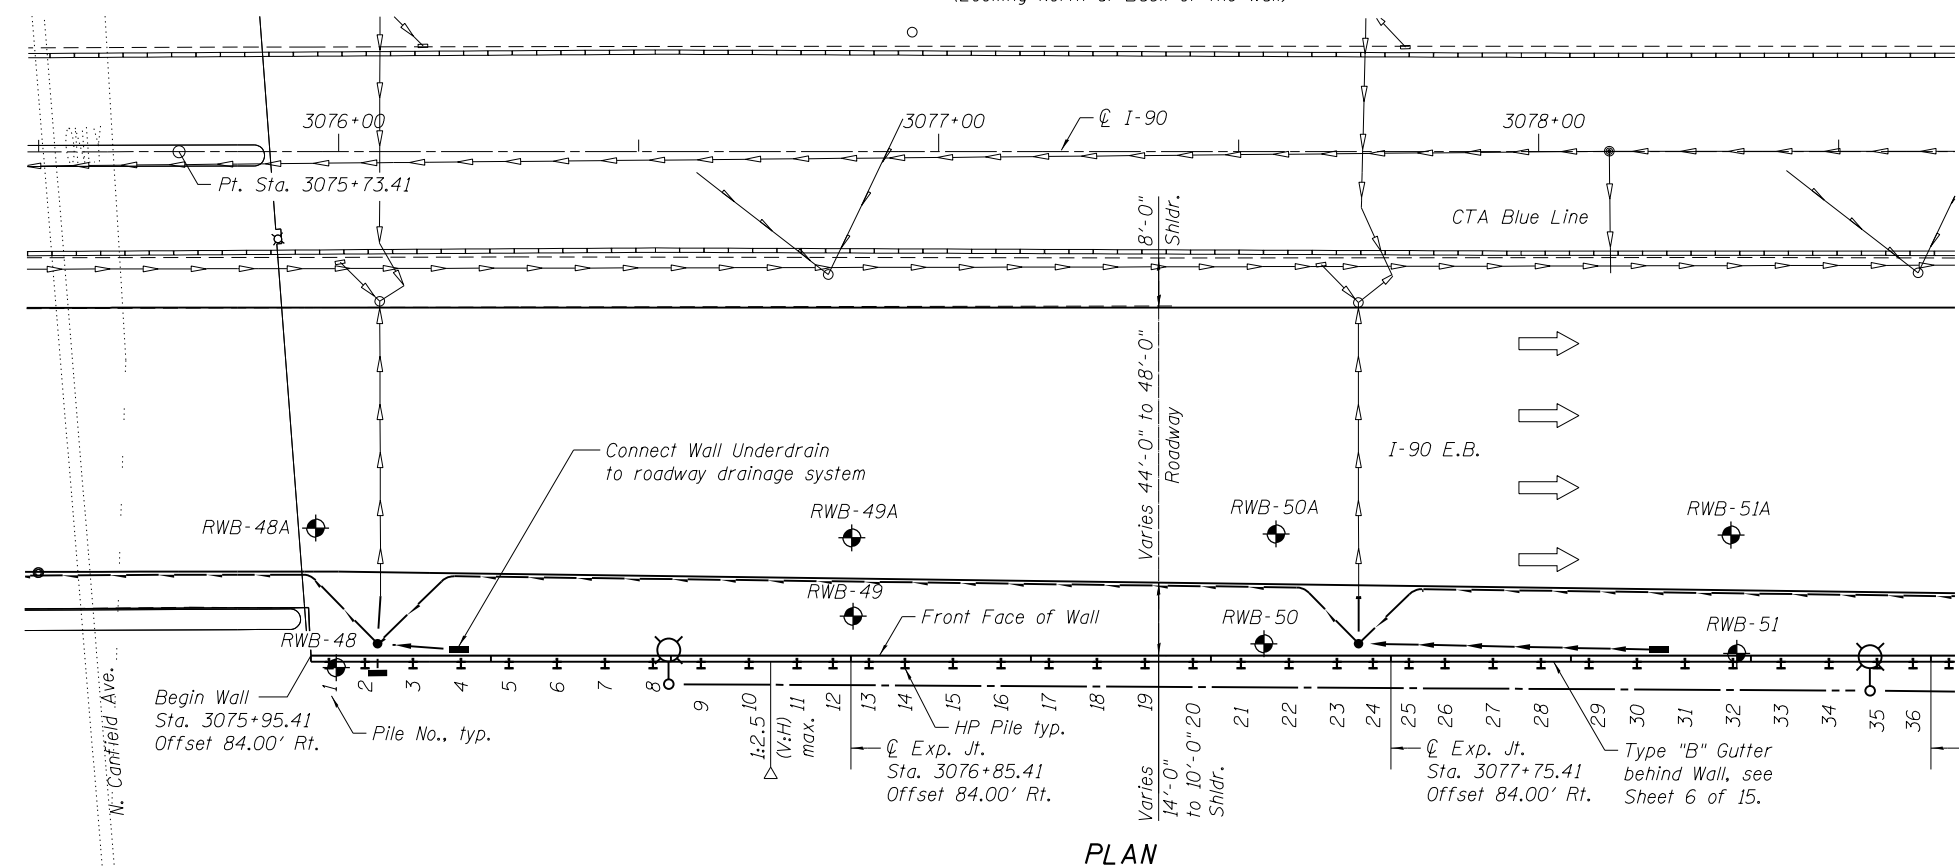 3076+00
3077+00
℄ I-90
3078+00
Pt. Sta. 3075+73.41
8'-0"
Shldr.
CTA Blue Line
Varies 44'-0" to 48'-0"
Roadway
Connect Wall Underdrain
to roadway drainage system
I-90 E.B.
RWB-48A
RWB-49A
RWB-50A
RWB-51A
RWB-48
RWB-49
Front Face of Wall
RWB-50
RWB-51
N. Canfield Ave.
Begin Wall
Sta. 3075+95.41
Offset 84.00' Rt.
Pile No., typ.
1 2 3 4 5 6 7 8 9 10 11 12 13 14 15 16 17 18 19 20 21 22 23 24 25 26 27 28 29 30 31 32 33 34 35 36
1:2.5
(V:H)
max.
HP Pile typ.
℄ Exp. Jt.
Sta. 3076+85.41
Offset 84.00' Rt.
Varies
14'-0"
to 10'-0"
Shldr.
℄ Exp. Jt.
Sta. 3077+75.41
Offset 84.00' Rt.
Type "B" Gutter
behind Wall, see
Sheet 6 of 15.
PLAN